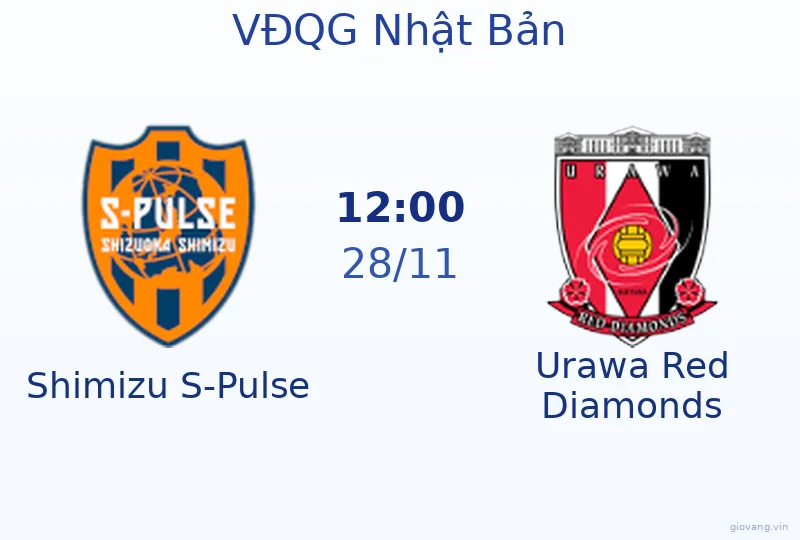 VĐQG Nhật Bản
S-PULSE
SHIZUOKA SHIMIZU
12:00
28/11
URAWA
RED DIAMONDS
Shimizu S-Pulse
Urawa Red
Diamonds
giovang.vin